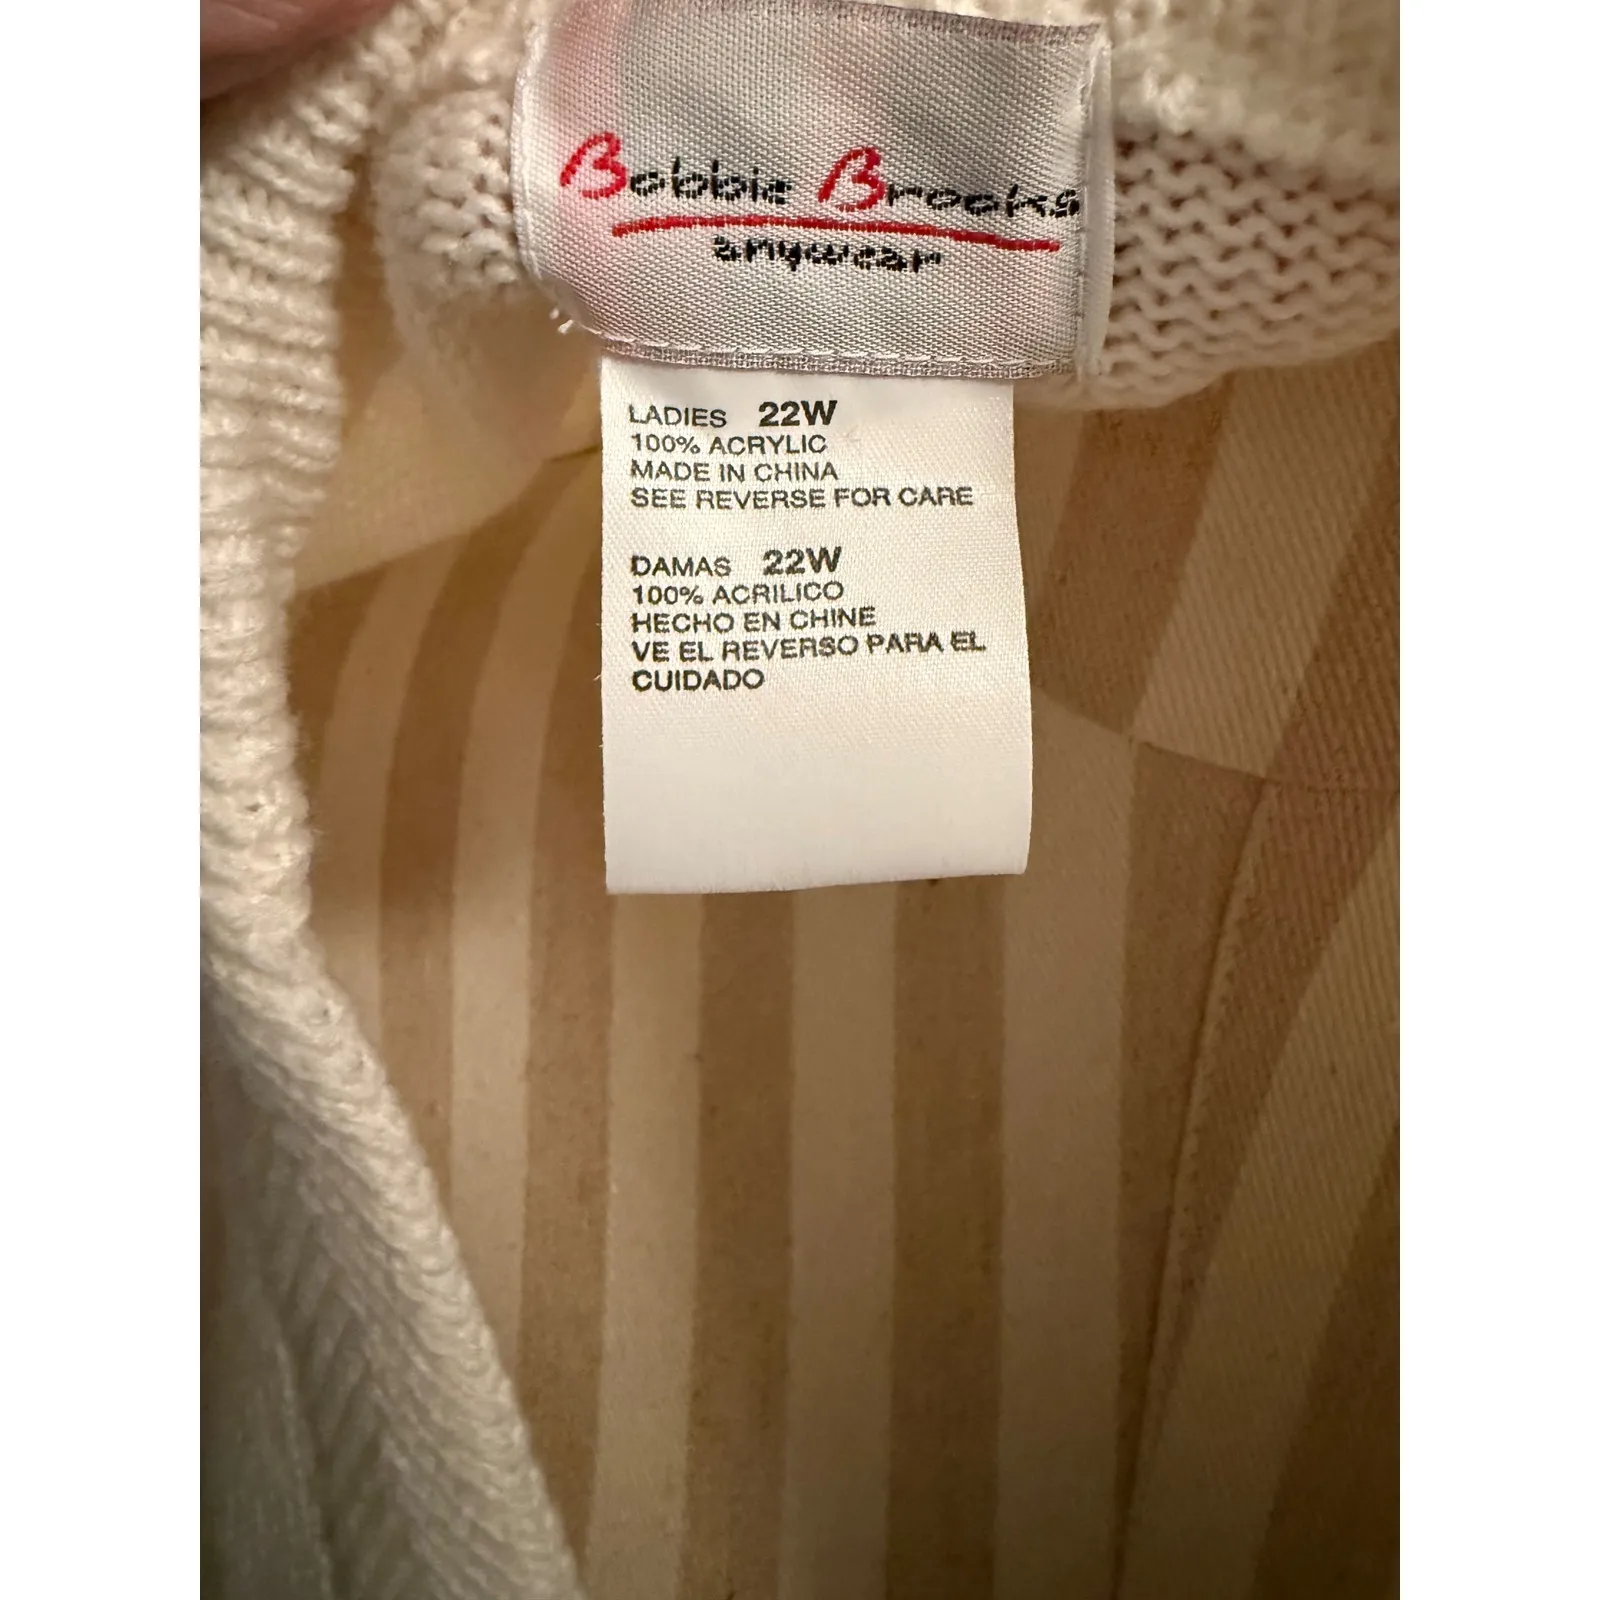 Bobbie Brooks
anywear
LADIES 22W
100% ACRYLIC
MADE IN CHINA
SEE REVERSE FOR CARE
DAMAS 22W
100% ACRILICO
HECHO EN CHINE
VE EL REVERSO PARA EL
CUIDADO